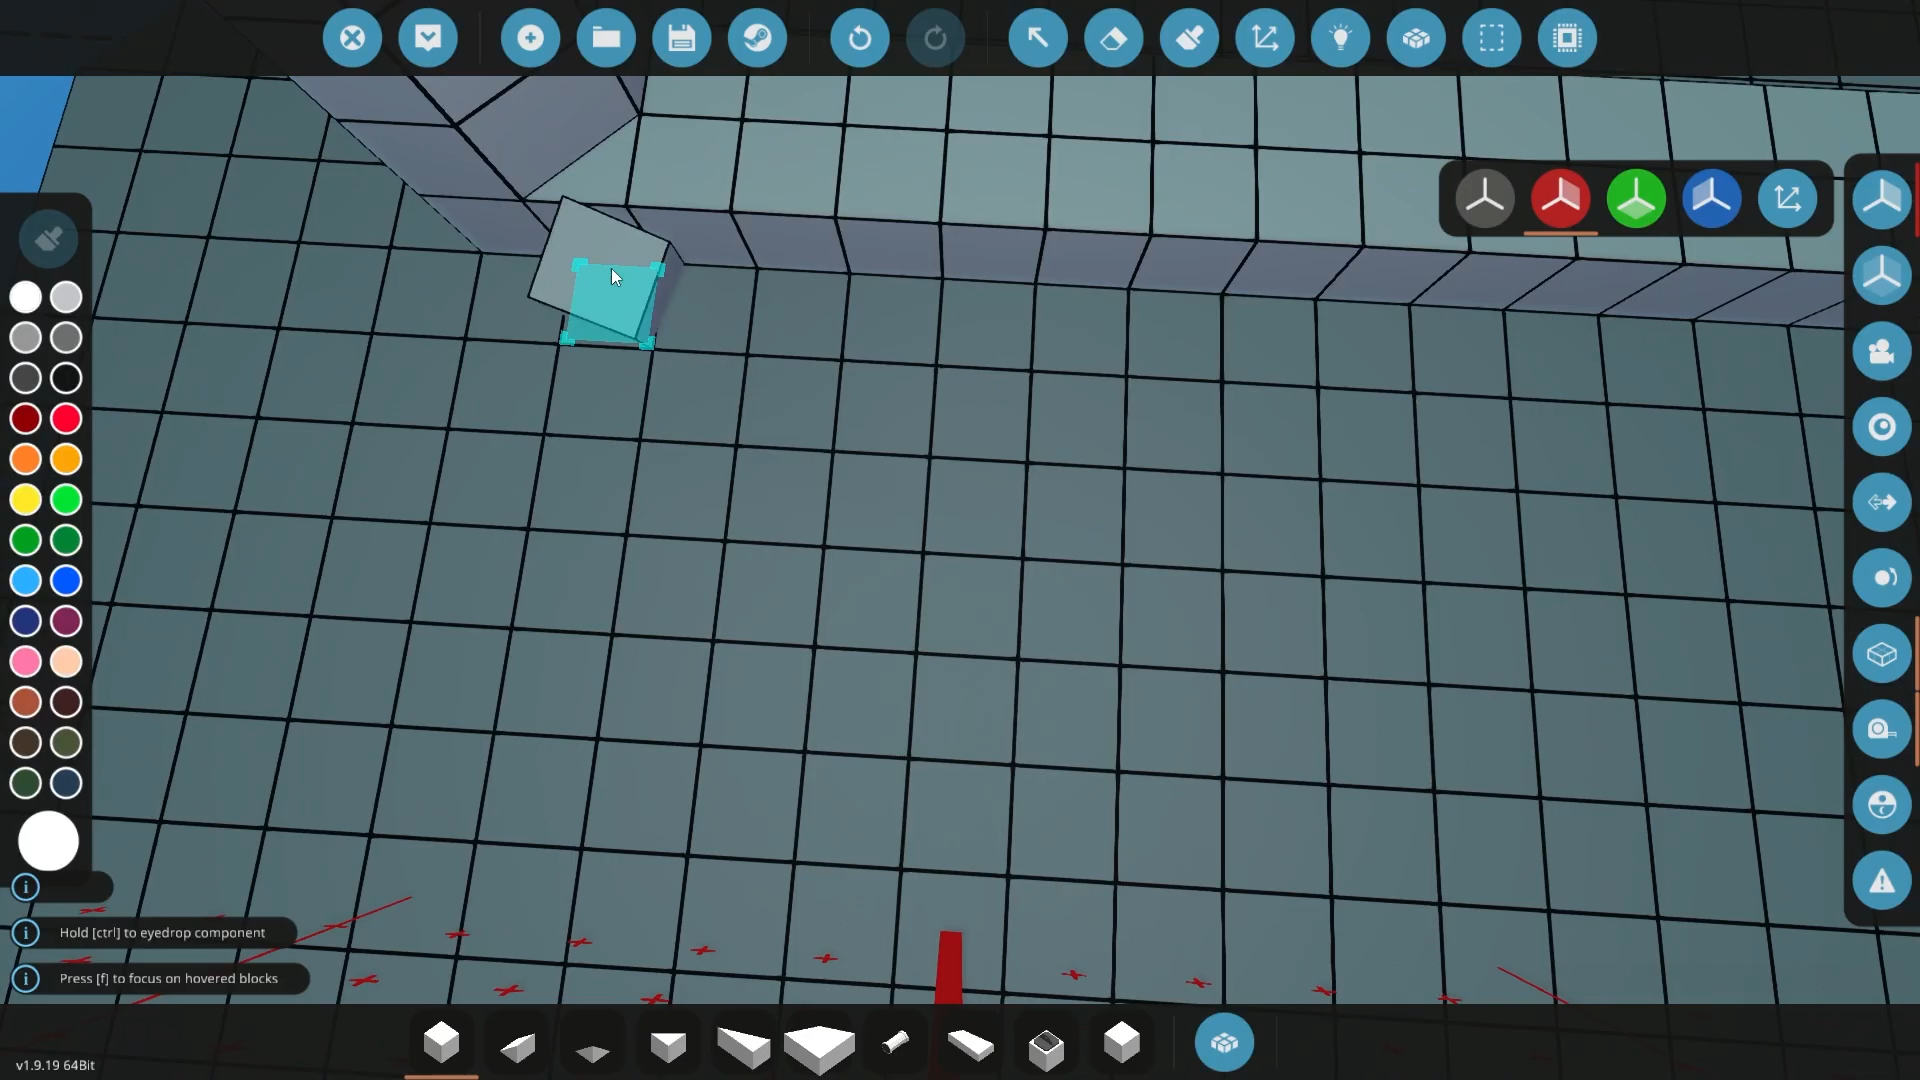 Hold [ctrl] to eyedrop component
Press [f] to focus on hovered blocks
v1.9.19 64Bit